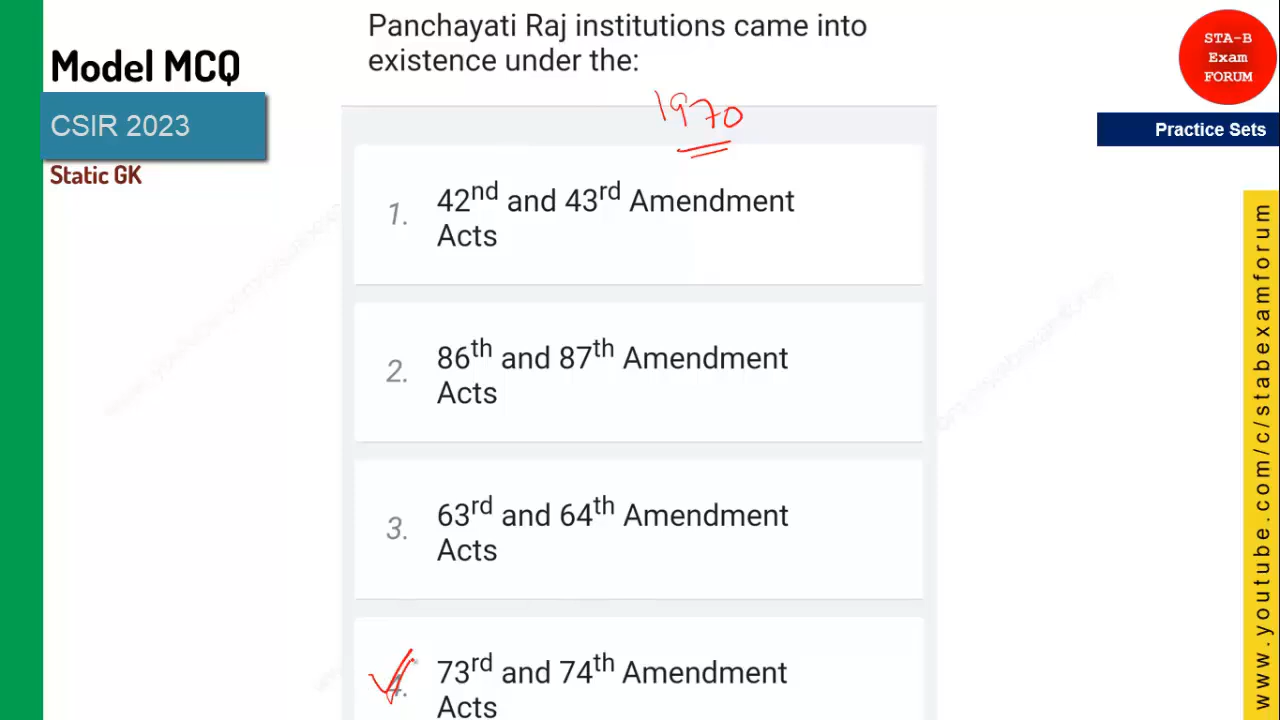 Panchayati Raj institutions came into
existence under the:
Model MCQ
CSIR 2023
Static GK
STA-B
Exam
FORUM
Practice Sets
1970
1. 42nd and 43rd Amendment
Acts
2. 86th and 87th Amendment
Acts
3. 63rd and 64th Amendment
Acts
4. 73rd and 74th Amendment
Acts
www.youtube.com/c/stabexamforum